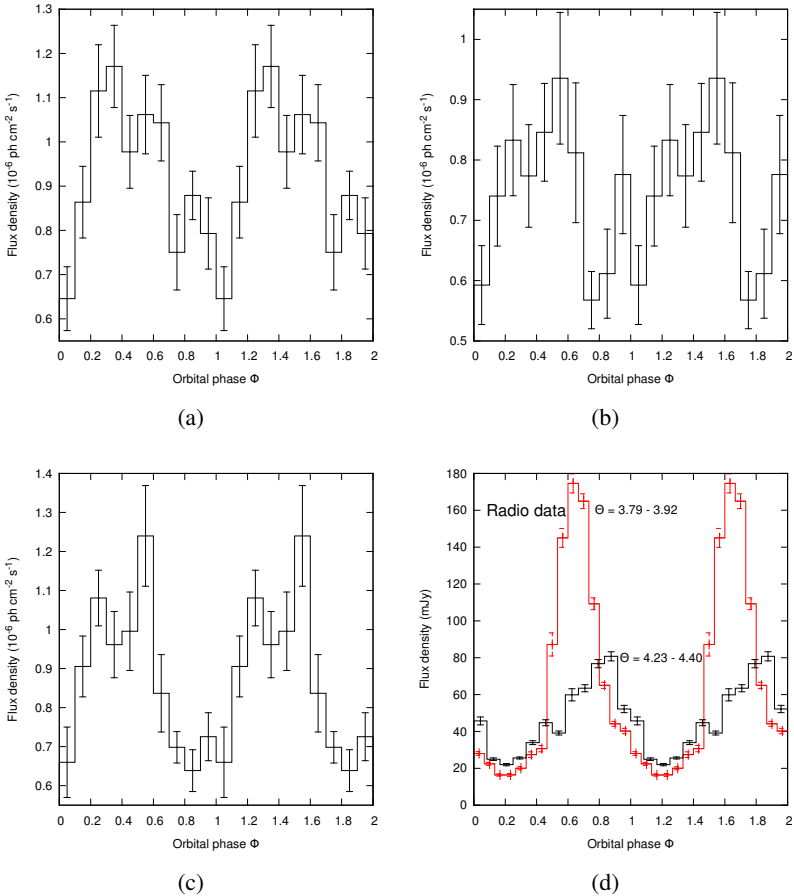 1.3
1.2
1.1
1
0.9
0.8
0.7
0.6
Flux density (10⁻⁶ ph cm⁻² s⁻¹)
0 0.2 0.4 0.6 0.8 1 1.2 1.4 1.6 1.8 2
Orbital phase Φ
(a)
1
0.9
0.8
0.7
0.6
0.5
Flux density (10⁻⁶ ph cm⁻² s⁻¹)
0 0.2 0.4 0.6 0.8 1 1.2 1.4 1.6 1.8 2
Orbital phase Φ
(b)
1.4
1.3
1.2
1.1
1
0.9
0.8
0.7
0.6
Flux density (10⁻⁶ ph cm⁻² s⁻¹)
0 0.2 0.4 0.6 0.8 1 1.2 1.4 1.6 1.8 2
Orbital phase Φ
(c)
180
160
140
120
100
80
60
40
20
0
Flux density (mJy)
Radio data
Θ = 3.79 - 3.92
Θ = 4.23 - 4.40
0 0.2 0.4 0.6 0.8 1 1.2 1.4 1.6 1.8 2
Orbital phase Φ
(d)